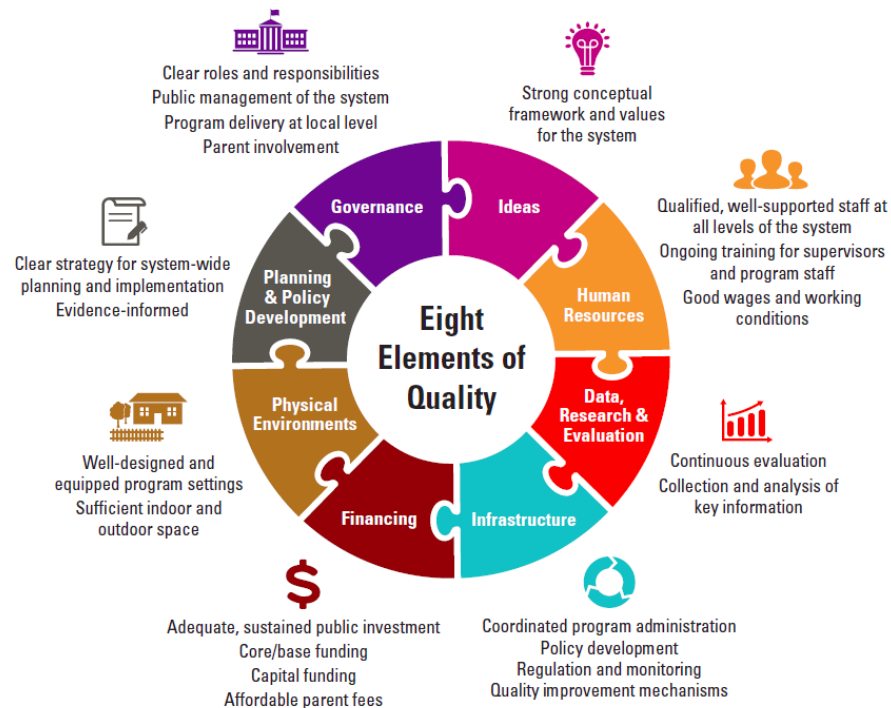 Clear roles and responsibilities
Public management of the system
Program delivery at local level
Parent involvement
Strong conceptual
framework and values
for the system
Qualified, well-supported staff at
all levels of the system
Ongoing training for supervisors
and program staff
Good wages and working
conditions
Continuous evaluation
Collection and analysis of
key information
Coordinated program administration
Policy development
Regulation and monitoring
Quality improvement mechanisms
Adequate, sustained public investment
Core/base funding
Capital funding
Affordable parent fees
Well-designed and
equipped program settings
Sufficient indoor and
outdoor space
Clear strategy for system-wide
planning and implementation
Evidence-informed
Governance
Ideas
Human
Resources
Data,
Research &
Evaluation
Infrastructure
Financing
Physical
Environments
Planning
& Policy
Development
Eight
Elements of
Quality
$